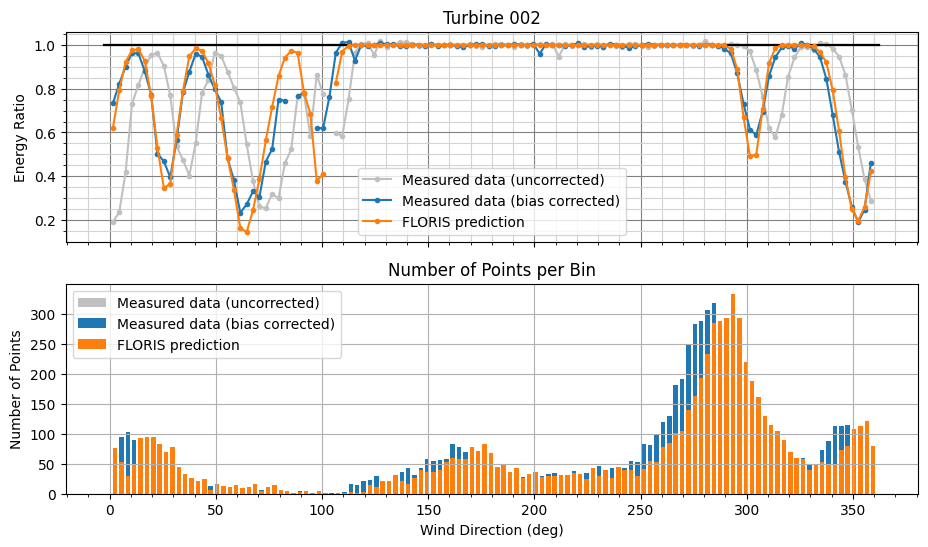 Turbine 002
Energy Ratio
1.0
0.8
0.6
0.4
0.2
Measured data (uncorrected)
Measured data (bias corrected)
FLORIS prediction
Number of Points per Bin
Number of Points
300
250
200
150
100
50
0
Measured data (uncorrected)
Measured data (bias corrected)
FLORIS prediction
0 50 100 150 200 250 300 350
Wind Direction (deg)